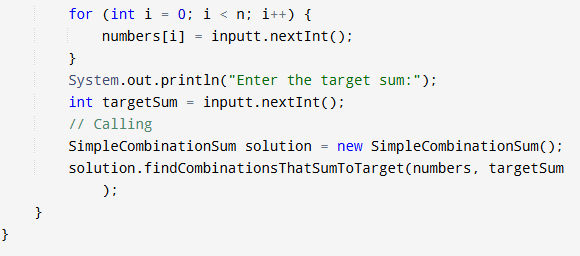 for (int i = 0; i < n; i++) {
numbers[i] = inputt.nextInt();
}
System.out.println("Enter the target sum:");
int targetSum = inputt.nextInt();
// Calling
SimpleCombinationSum solution = new SimpleCombinationSum();
solution.findCombinationsThatSumToTarget(numbers, targetSum
);
}
}